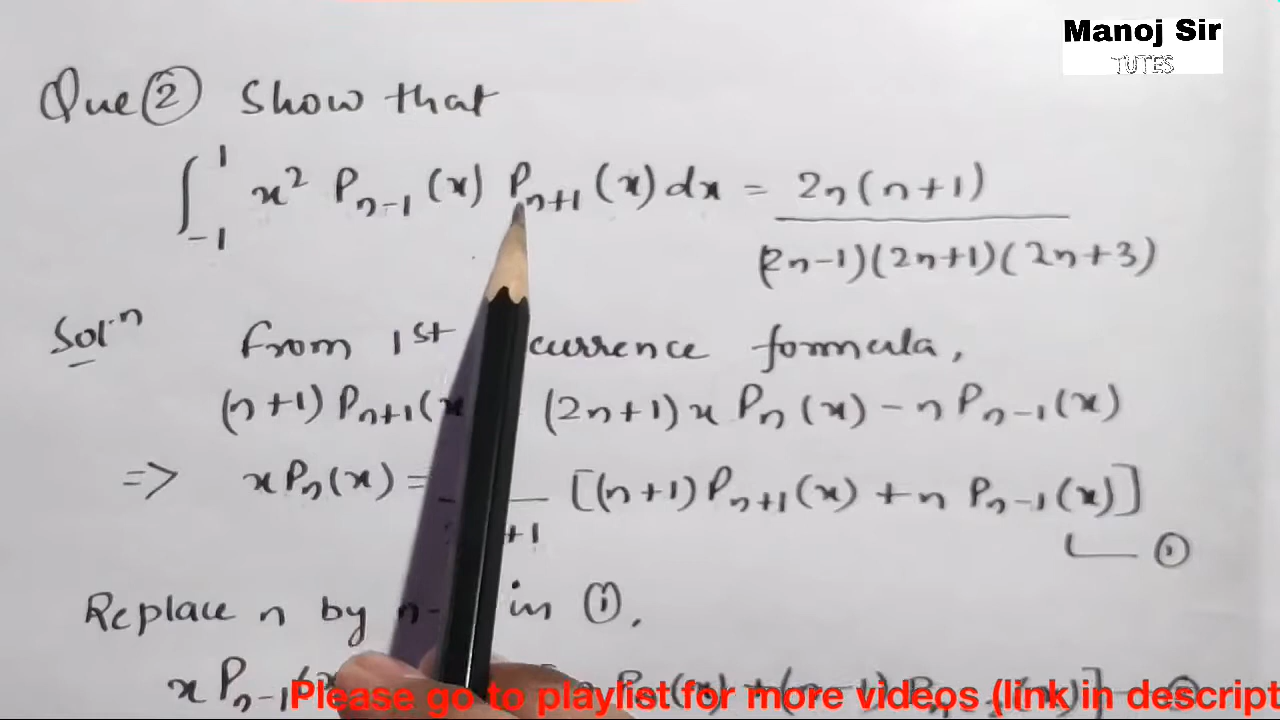 Manoj Sir
TUTES
Que ② Show that
∫₋₁¹ x² Pₙ₋₁(x) Pₙ₊₁(x) dx = 2n(n+1) / (2n-1)(2n+1)(2n+3)
Solⁿ From 1st currence formula,
(n+1) Pₙ₊₁(x (2n+1) x Pₙ(x) - n Pₙ₋₁(x)
=> x Pₙ(x) = +1 [(n+1) Pₙ₊₁(x) + n Pₙ₋₁(x)]
①
Replace n by n- in ①,
x Pₙ₋₁(x
Please go to playlist for more videos (link in descript